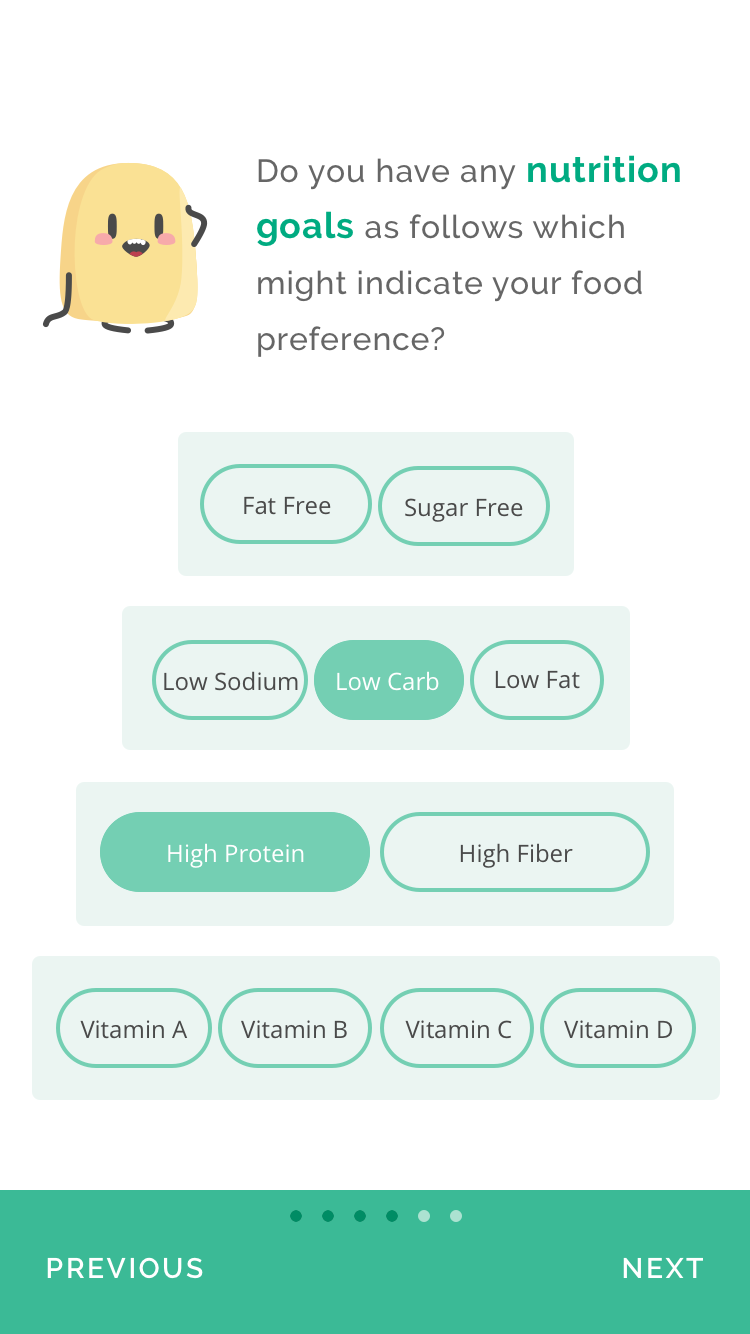 Do you have any nutrition
goals as follows which
might indicate your food
preference?
Fat Free Sugar Free
Low Sodium Low Carb Low Fat
High Protein High Fiber
Vitamin A Vitamin B Vitamin C Vitamin D
PREVIOUS NEXT